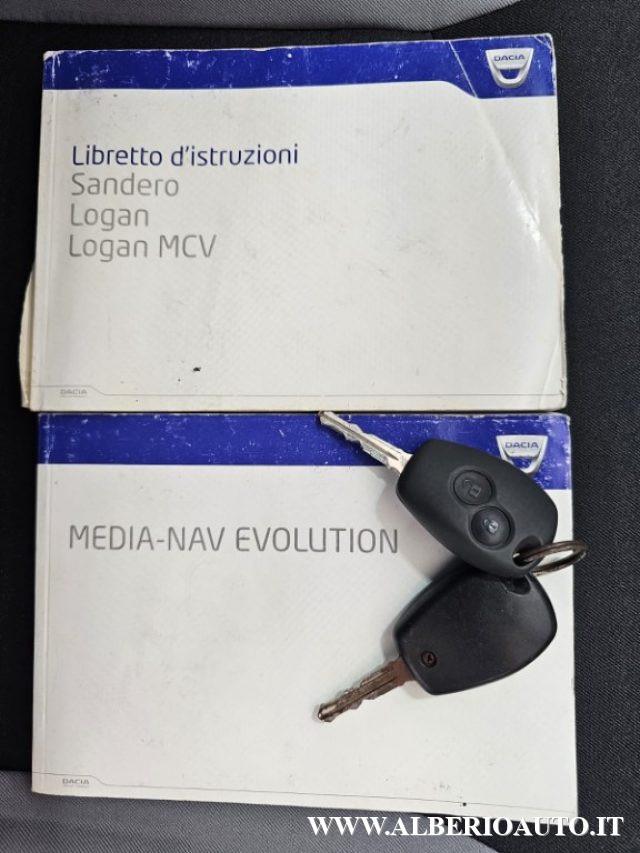 DACIA
Libretto d'istruzioni
Sandero
Logan
Logan MCV
DACIA
DACIA
MEDIA-NAV EVOLUTION
DACIA
WWW.ALBERIOAUTO.IT